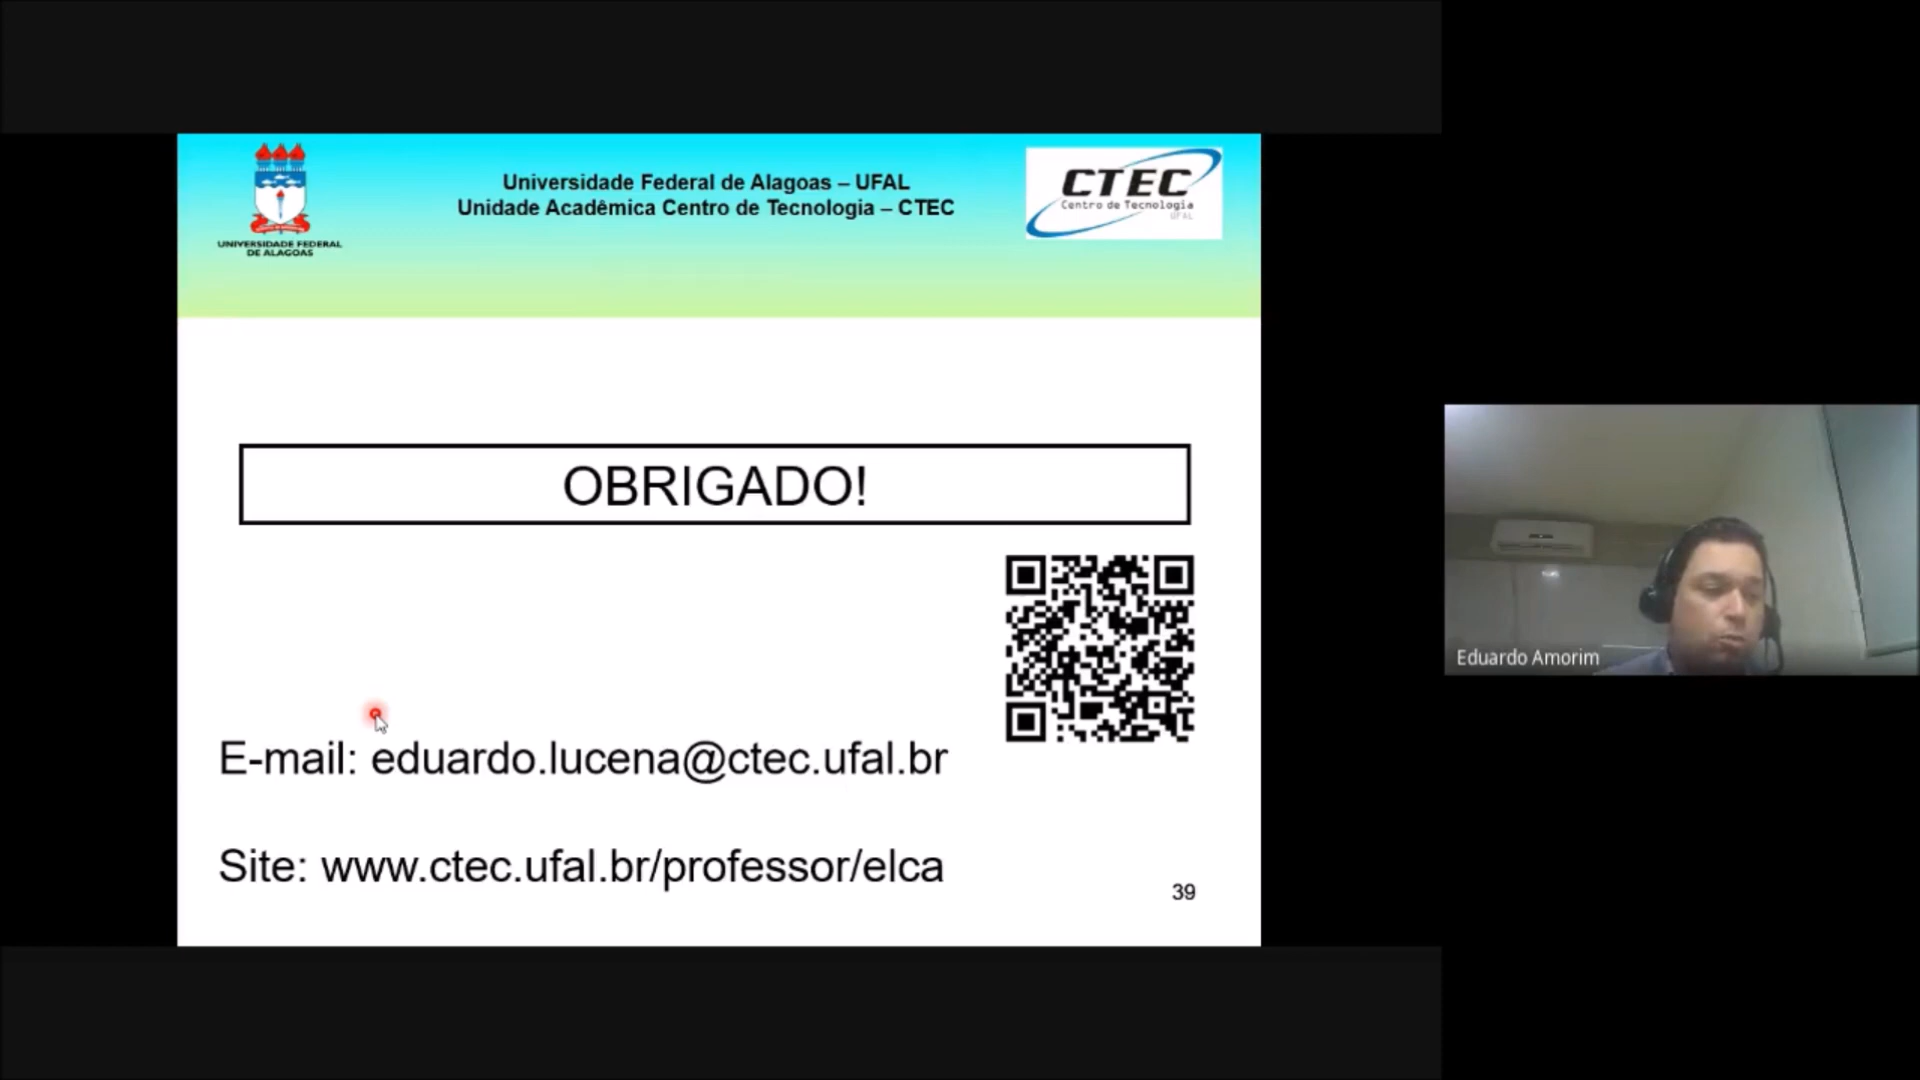 UNIVERSIDADE FEDERAL
DE ALAGOAS
Universidade Federal de Alagoas – UFAL
Unidade Acadêmica Centro de Tecnologia – CTEC
CTEC
Centro de Tecnologia
UFAL
OBRIGADO!
E-mail: eduardo.lucena@ctec.ufal.br
Site: www.ctec.ufal.br/professor/elca
39
Eduardo Amorim